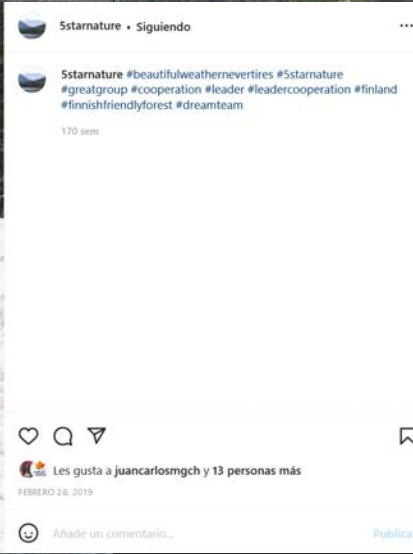 5starnature • Siguiendo
5starnature #beautifulweathernevertires #5starnature
#greatgroup #cooperation #leader #leadercooperation #finland
#finnishfriendlyforest #dreamteam
170 sem
Les gusta a juancarlosmgch y 13 personas más
FEBRERO 28, 2019
Añade un comentario...
Publica